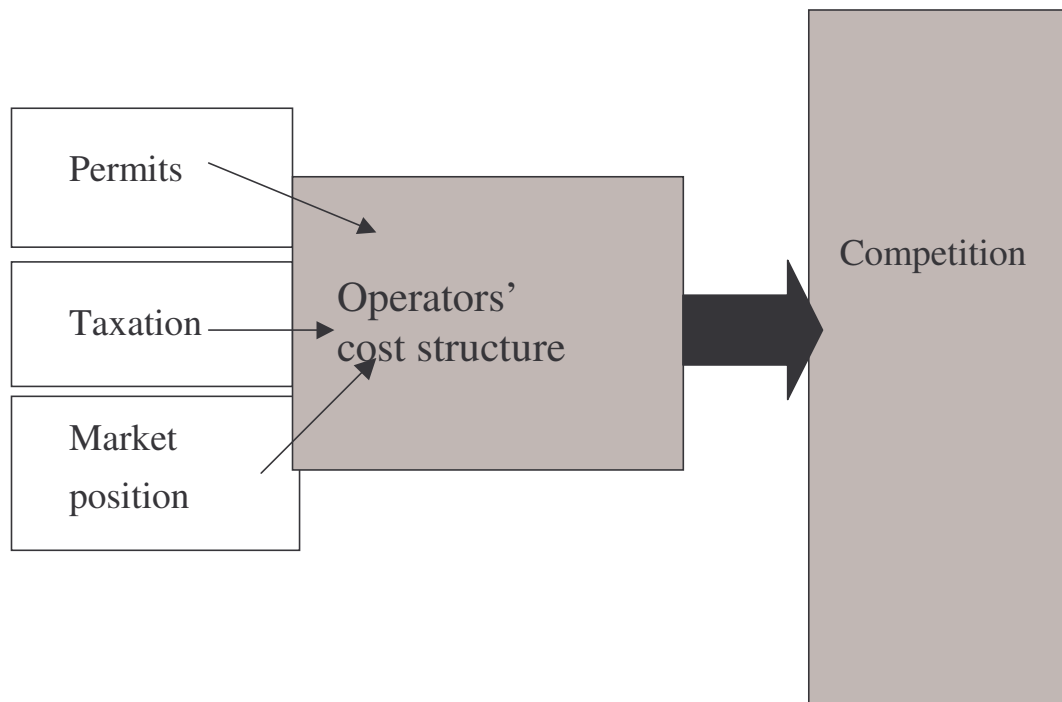 Permits
Taxation
Market
position
Operators’
cost structure
Competition